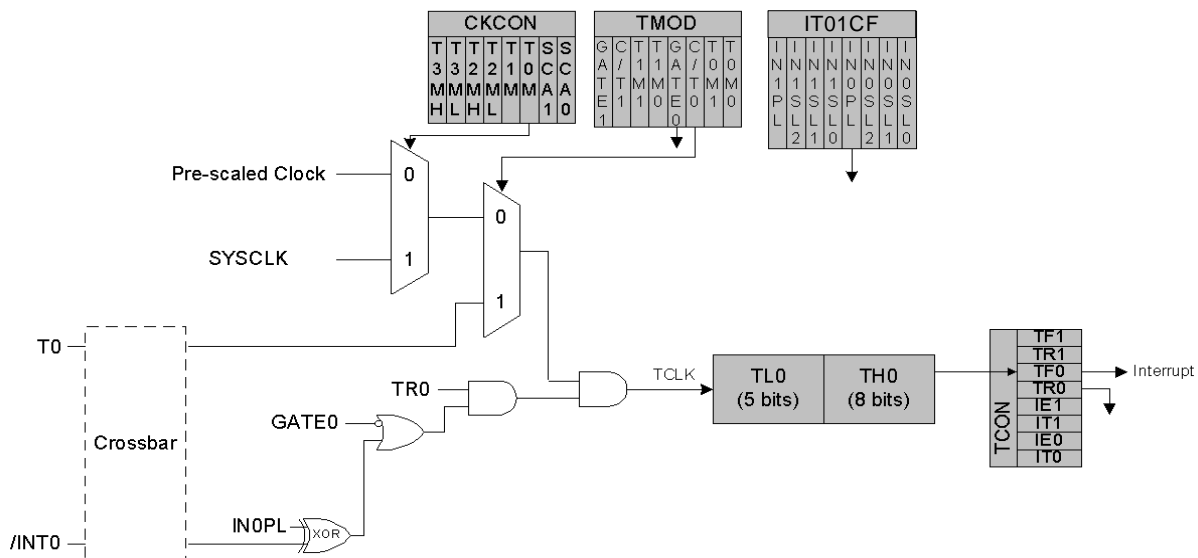 CKCON
T3MH T3ML T2MH T2ML T1M T0M SCA1 SCA0
TMOD
GATE1 C/T1 T1M1 T1M0 GATE0 C/T0 T0M1 T0M0
IT01CF
IN1PL IN1SL2 IN1SL1 IN1SL0 IN0PL IN0SL2 IN0SL1 IN0SL0
Pre-scaled Clock
0
0
SYSCLK
1
1
T0
Crossbar
TR0
GATE0
TCLK
TL0
(5 bits)
TH0
(8 bits)
TCON
TF1
TR1
TF0
TR0
IE1
IT1
IE0
IT0
Interrupt
IN0PL
XOR
/INT0